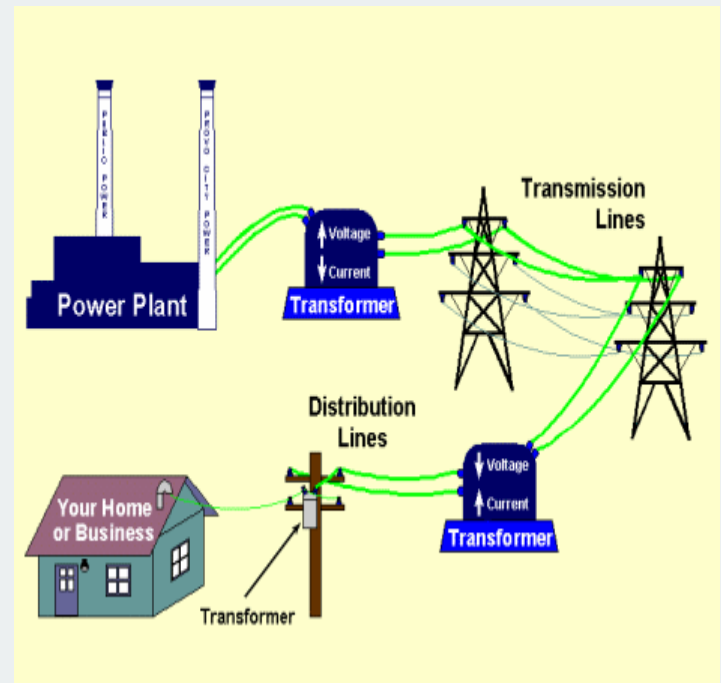 PUBLIC POWER
PROVO CITY POWER
Power Plant
Voltage
Current
Transformer
Transmission
Lines
Distribution
Lines
Voltage
Current
Transformer
Your Home
or Business
Transformer